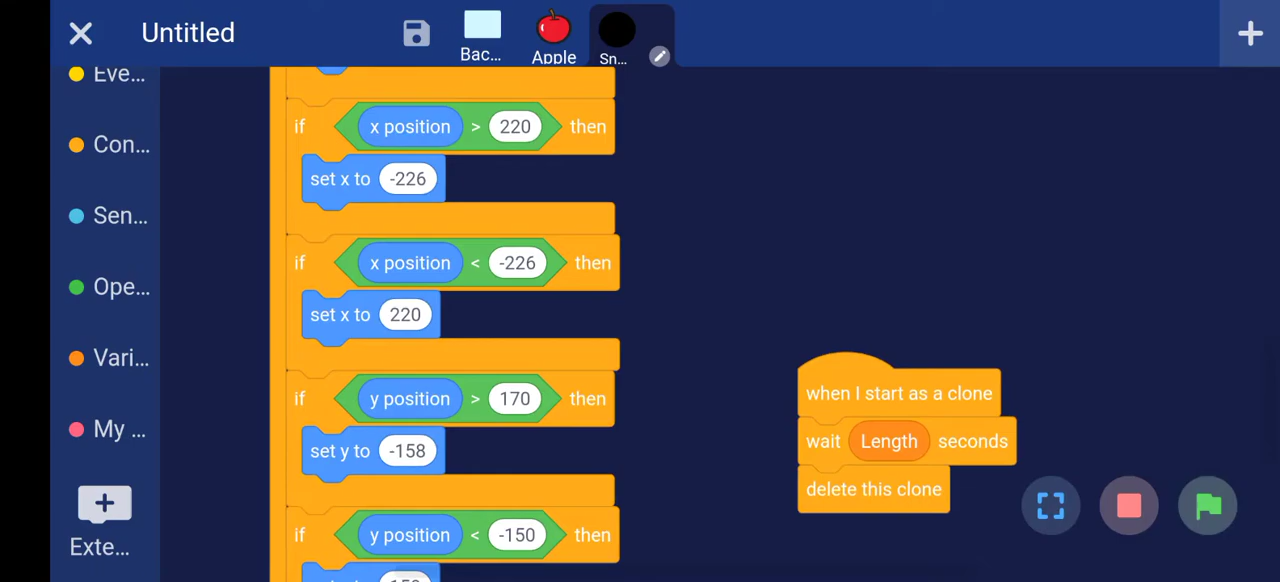 Untitled
Bac...
Apple
Sn...
Eve...
Con...
Sen...
Ope...
Vari...
My ...
Exte...
if x position > 220 then
set x to -226
if x position < -226 then
set x to 220
if y position > 170 then
set y to -158
if y position < -150 then
when I start as a clone
wait Length seconds
delete this clone